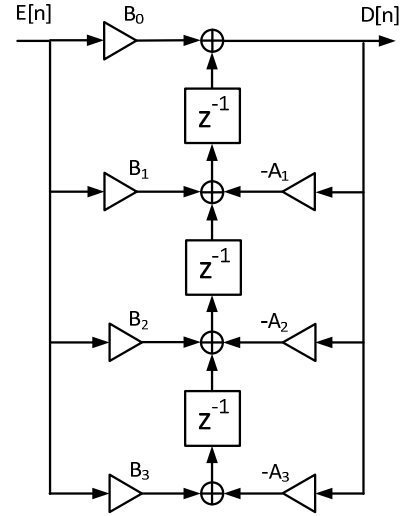 E[n] B₀ D[n]
z⁻¹
B₁ -A₁
z⁻¹
B₂ -A₂
z⁻¹
B₃ -A₃